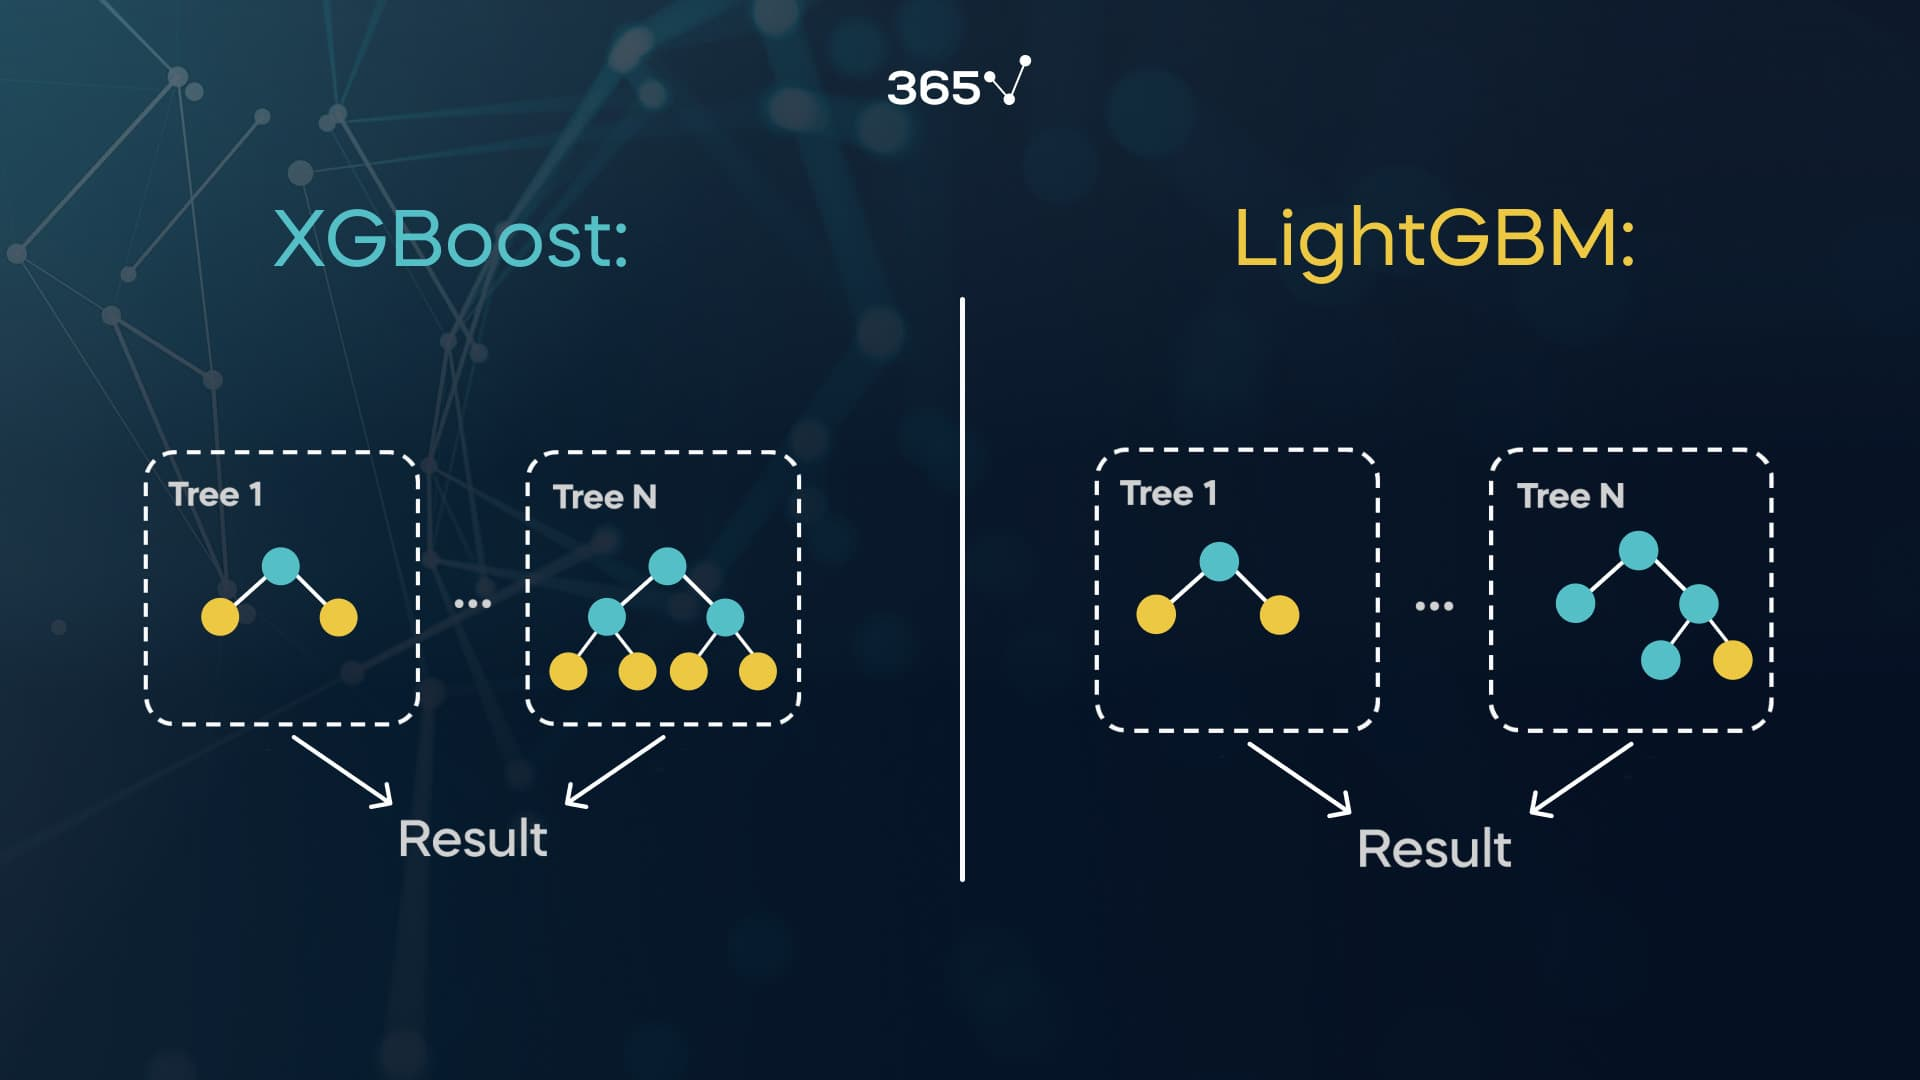 365
XGBoost:
LightGBM:
Tree 1
Tree N
...
Result
Tree 1
Tree N
...
Result